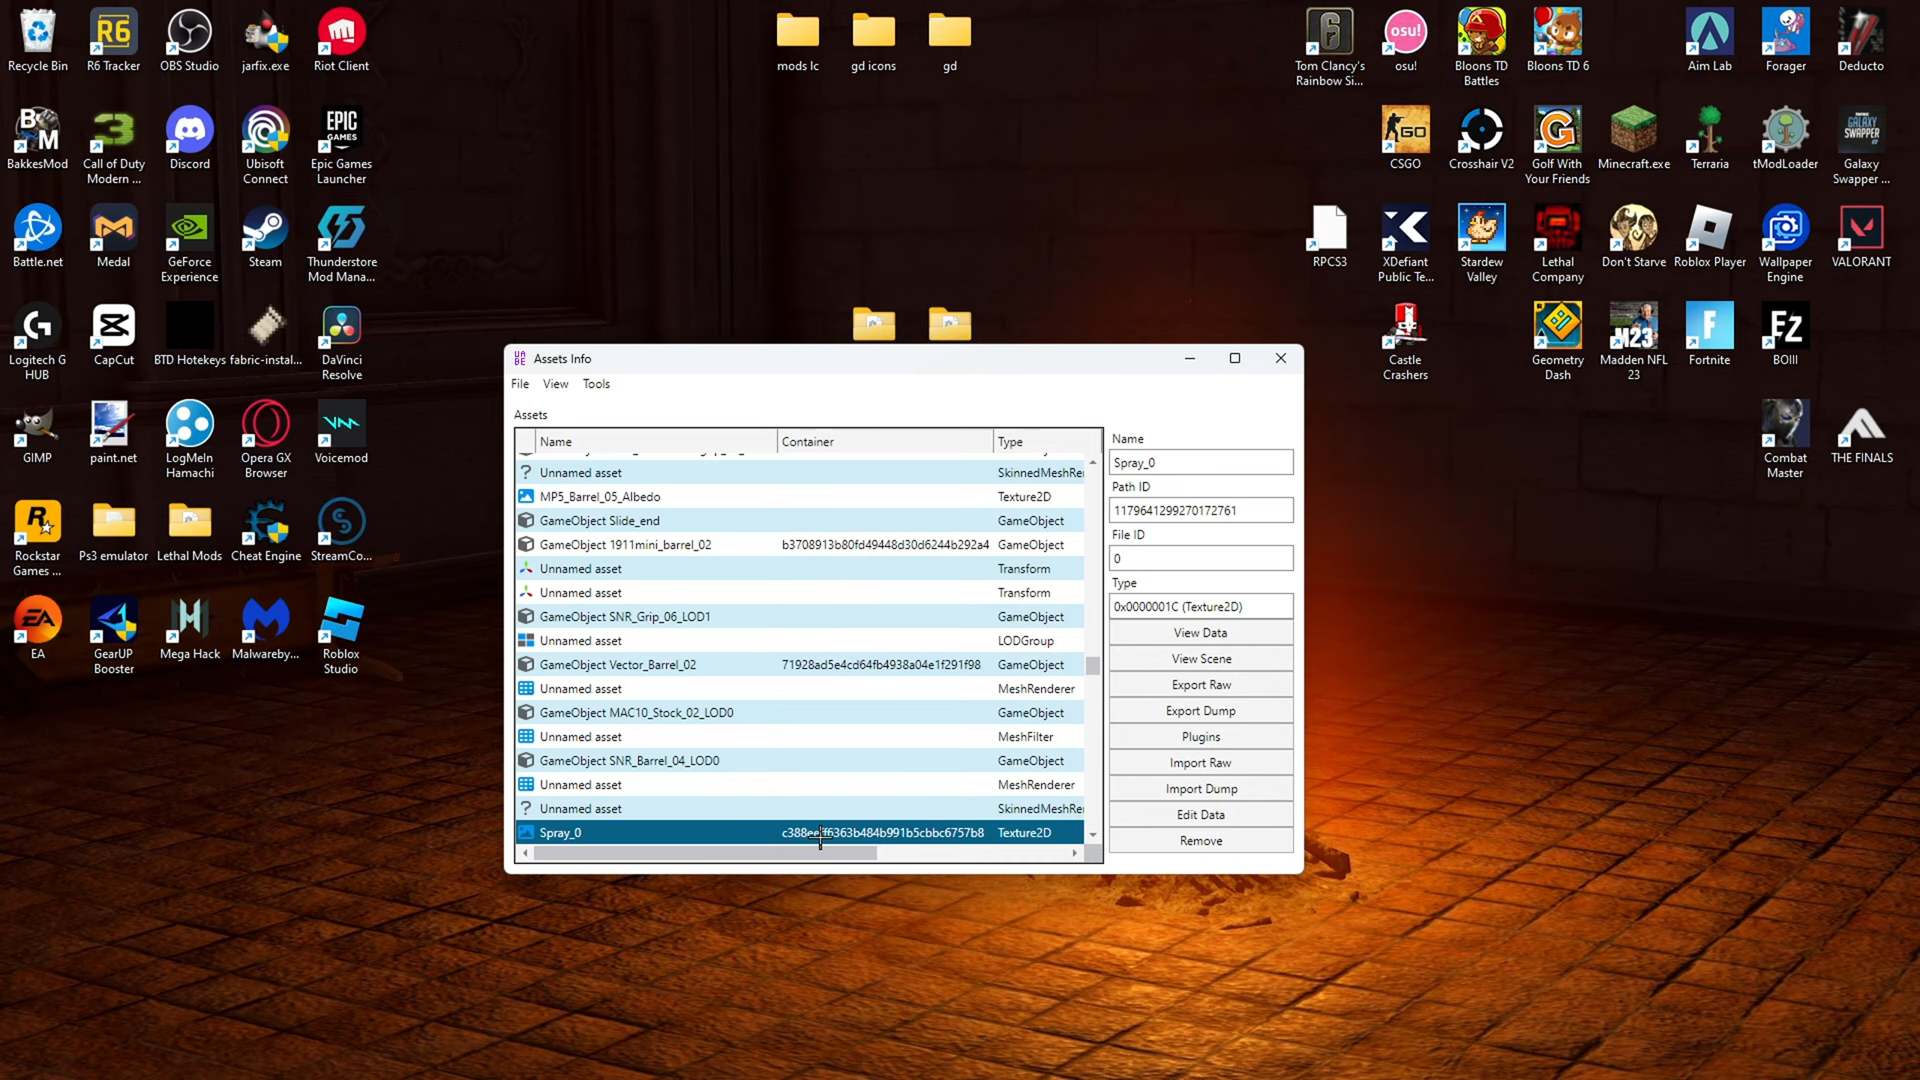 Recycle Bin
R6 Tracker
OBS Studio
jarfix.exe
Riot Client
mods lc
gd icons
gd
Tom Clancy's
Rainbow Si...
osu!
Bloons TD
Battles
Bloons TD 6
Aim Lab
Forager
Deducto
BakkesMod
Call of Duty
Modern ...
Discord
Ubisoft
Connect
Epic Games
Launcher
CSGO
Crosshair V2
Golf With
Your Friends
Minecraft.exe
Terraria
tModLoader
Galaxy
Swapper ...
Battle.net
Medal
GeForce
Experience
Steam
Thunderstore
Mod Mana...
RPCS3
XDefiant
Public Te...
Stardew
Valley
Lethal
Company
Don't Starve
Roblox Player
Wallpaper
Engine
VALORANT
Logitech G
HUB
CapCut
BTD Hotkeys
fabric-instal...
DaVinci
Resolve
Castle
Crashers
Geometry
Dash
Madden NFL
23
Fortnite
BOIII
GIMP
paint.net
LogMeIn
Hamachi
Opera GX
Browser
Voicemod
Combat
Master
THE FINALS
Rockstar
Games ...
Ps3 emulator
Lethal Mods
Cheat Engine
StreamCo...
EA
GearUP
Booster
Mega Hack
Malwareby...
Roblox
Studio
Assets Info
File View Tools
Assets
Name Container Type
Unnamed asset SkinnedMeshRe
MP5_Barrel_05_Albedo Texture2D
GameObject Slide_end GameObject
GameObject 1911mini_barrel_02 b3708913b80fd49448d30d6244b292a4 GameObject
Unnamed asset Transform
Unnamed asset Transform
GameObject SNR_Grip_06_LOD1 GameObject
Unnamed asset LODGroup
GameObject Vector_Barrel_02 71928ad5e4cd64fb4938a04e1f291f98 GameObject
Unnamed asset MeshRenderer
GameObject MAC10_Stock_02_LOD0 GameObject
Unnamed asset MeshFilter
GameObject SNR_Barrel_04_LOD0 GameObject
Unnamed asset MeshRenderer
Unnamed asset SkinnedMeshRe
Spray_0 Texture2D
Name
Spray_0
Path ID
1179641299270172761
File ID
0
Type
0x0000001C (Texture2D)
View Data
View Scene
Export Raw
Export Dump
Plugins
Import Raw
Import Dump
Edit Data
Remove